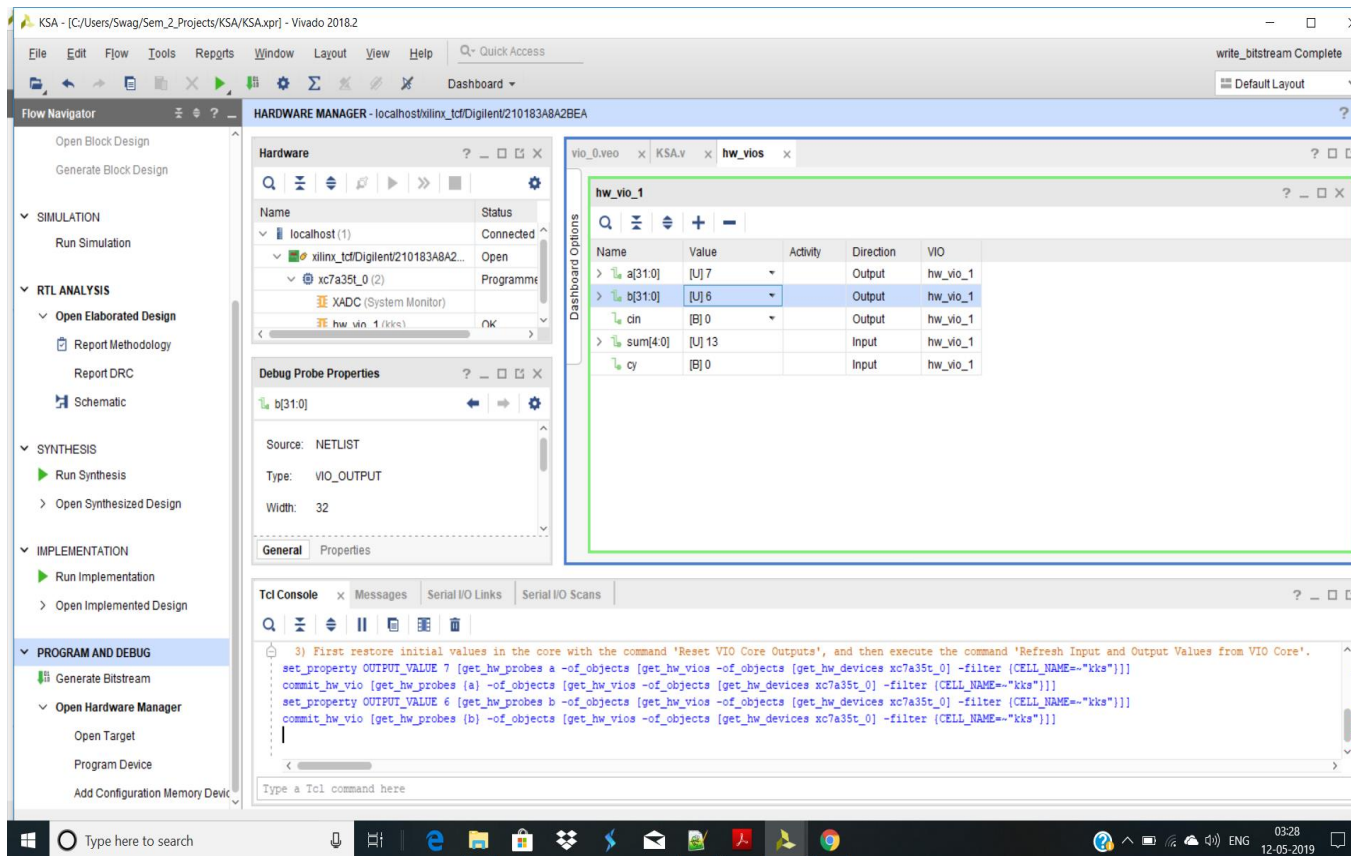 KSA - [C:/Users/Swag/Sem_2_Projects/KSA/KSA.xpr] - Vivado 2018.2
File Edit Flow Tools Reports Window Layout View Help Quick Access
write_bitstream Complete
Dashboard
Default Layout
Flow Navigator
HARDWARE MANAGER - localhost/xilinx_tcf/Digilent/210183A8A2BEA
Open Block Design
Generate Block Design
SIMULATION
Run Simulation
RTL ANALYSIS
Open Elaborated Design
Report Methodology
Report DRC
Schematic
SYNTHESIS
Run Synthesis
Open Synthesized Design
IMPLEMENTATION
Run Implementation
Open Implemented Design
PROGRAM AND DEBUG
Generate Bitstream
Open Hardware Manager
Open Target
Program Device
Add Configuration Memory Devic
Hardware
Name Status
localhost (1) Connected
xilinx_tcf/Digilent/210183A8A2... Open
xc7a35t_0 (2) Programme
XADC (System Monitor)
hw_vio_1 (kks) OK
Debug Probe Properties
b[31:0]
Source: NETLIST
Type: VIO_OUTPUT
Width: 32
General Properties
vio_0.veo KSA.v hw_vios
Dashboard Options
hw_vio_1
Name Value Activity Direction VIO
a[31:0] [U] 7 Output hw_vio_1
b[31:0] [U] 6 Output hw_vio_1
cin [B] 0 Output hw_vio_1
sum[4:0] [U] 13 Input hw_vio_1
cy [B] 0 Input hw_vio_1
Tcl Console Messages Serial I/O Links Serial I/O Scans
3) First restore initial values in the core with the command 'Reset VIO Core Outputs', and then execute the command 'Refresh Input and Output Values from VIO Core'.
set_property OUTPUT_VALUE 7 [get_hw_probes a -of_objects [get_hw_vios -of_objects [get_hw_devices xc7a35t_0] -filter {CELL_NAME=~"kks"}]]
commit_hw_vio [get_hw_probes {a} -of_objects [get_hw_vios -of_objects [get_hw_devices xc7a35t_0] -filter {CELL_NAME=~"kks"}]]
set_property OUTPUT_VALUE 6 [get_hw_probes b -of_objects [get_hw_vios -of_objects [get_hw_devices xc7a35t_0] -filter {CELL_NAME=~"kks"}]]
commit_hw_vio [get_hw_probes {b} -of_objects [get_hw_vios -of_objects [get_hw_devices xc7a35t_0] -filter {CELL_NAME=~"kks"}]]
Type a Tcl command here
Type here to search
ENG
03:28
12-05-2019